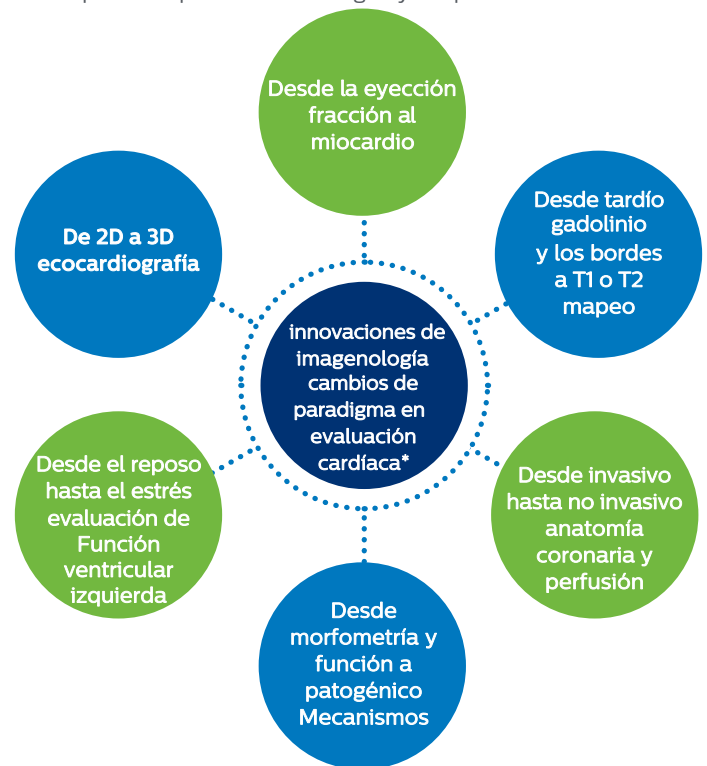 Desde la eyección
fracción al
miocardio
De 2D a 3D
ecocardiografía
Desde tardío
gadolinio
y los bordes
a T1 o T2
mapeo
innovaciones de
imagenología
cambios de
paradigma en
evaluación
cardíaca*
Desde el reposo
hasta el estrés
evaluación de
Función
ventricular
izquierda
Desde invasivo
hasta no invasivo
anatomía
coronaria y
perfusión
Desde
morfometría y
función a
patogénico
Mecanismos